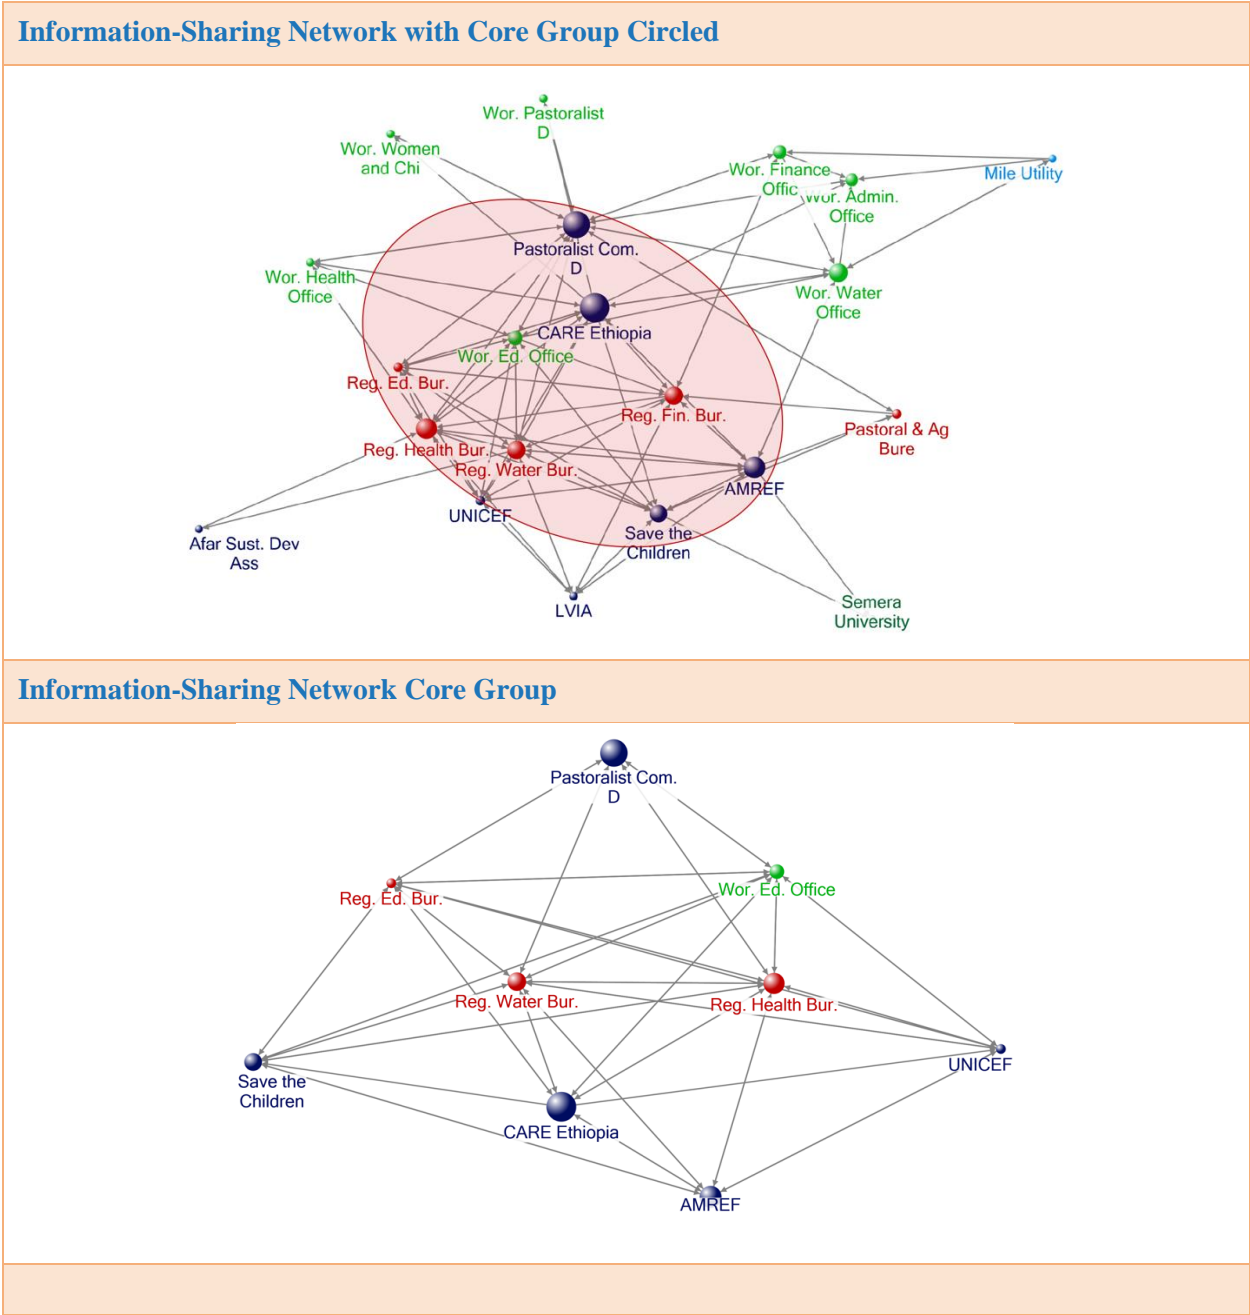 Information-Sharing Network with Core Group Circled
Wor. Pastoralist
D
Wor. Women
and Chi
Wor. Finance
Offic
Mile Utility
Wor. Admin.
Office
Pastoralist Com.
D
Wor. Health
Office
Wor. Water
Office
CARE Ethiopia
Wor. Ed. Office
Reg. Ed. Bur.
Reg. Fin. Bur.
Pastoral & Ag
Bure
Reg. Health Bur.
Reg. Water Bur.
AMREF
UNICEF
Save the
Children
Afar Sust. Dev
Ass
LVIA
Semera
University
Information-Sharing Network Core Group
Pastoralist Com.
D
Reg. Ed. Bur.
Wor. Ed. Office
Reg. Water Bur.
Reg. Health Bur.
UNICEF
Save the
Children
CARE Ethiopia
AMREF